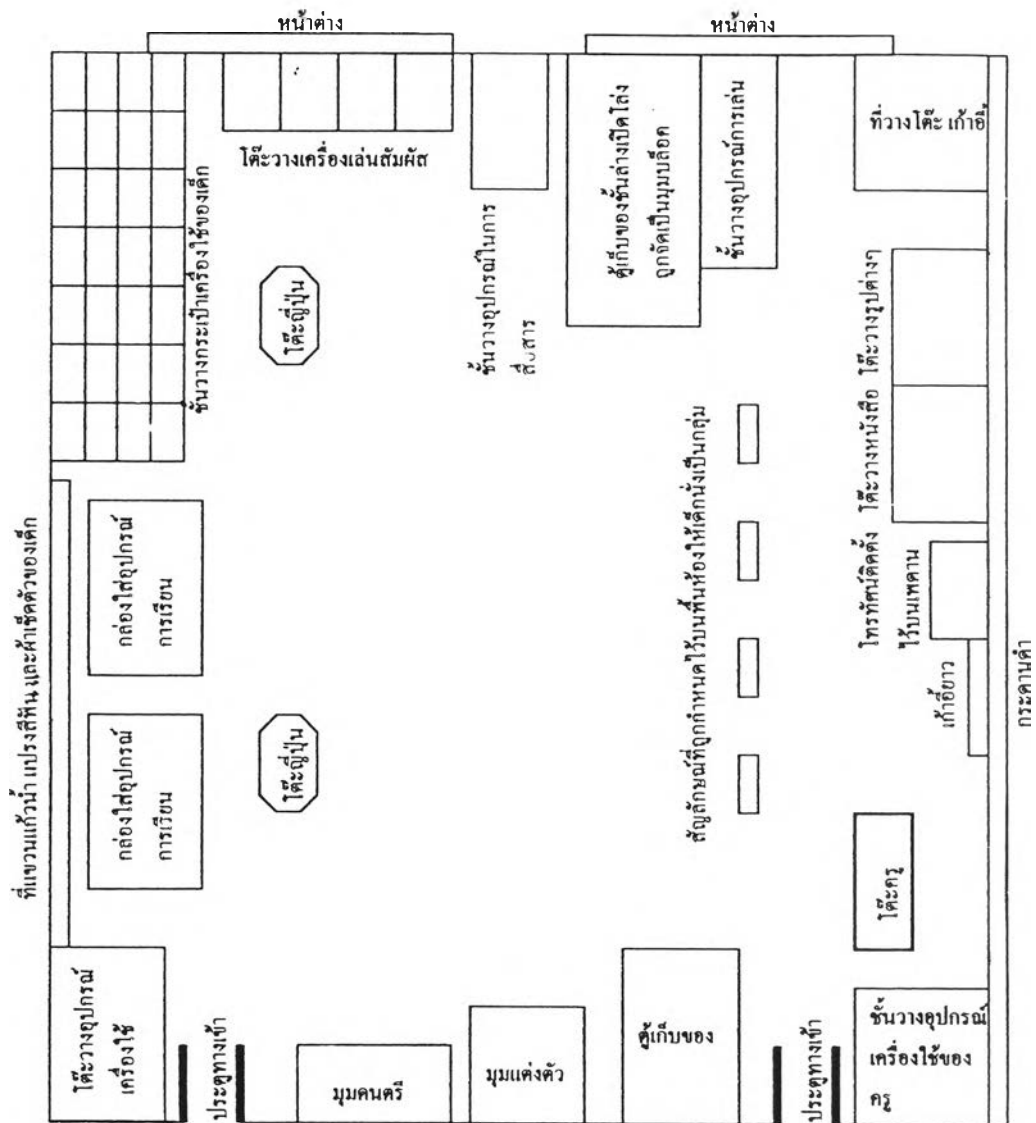 หน้าต่าง
หน้าต่าง
ที่วางโต๊ะ เก้าอี้
โต๊ะวางเครื่องเล่นสัมผัส
ชั้นวางกระเป๋าเครื่องใช้ของเด็ก
ชั้นวางอุปกรณ์ในการ
สื่อสาร
ตู้เก็บของชั้นล่างเปิดโล่ง
ถูกจัดเป็นมุมบล็อค
ชั้นวางอุปกรณ์การเล่น
โต๊ะวางรูปต่างๆ
โต๊ะญี่ปุ่น
โต๊ะวางหนังสือ
ที่แขวนแก้วน้ำ แปรงสีฟัน และผ้าเช็ดตัวของเด็ก
กล่องใส่อุปกรณ์
การเรียน
สัญลักษณ์ที่ถูกกำหนดไว้บนพื้นห้องให้เด็กนั่งเป็นกลุ่ม
โทรทัศน์ติดตั้ง
ไว้บนเพดาน
เก้าอี้ยาว
กระดานดำ
กล่องใส่อุปกรณ์
การเรียน
โต๊ะญี่ปุ่น
โต๊ะครู
โต๊ะวางอุปกรณ์
เครื่องใช้
ประตูทางเข้า
มุมดนตรี
มุมแต่งตัว
ตู้เก็บของ
ประตูทางเข้า
ชั้นวางอุปกรณ์
เครื่องใช้ของ
ครู